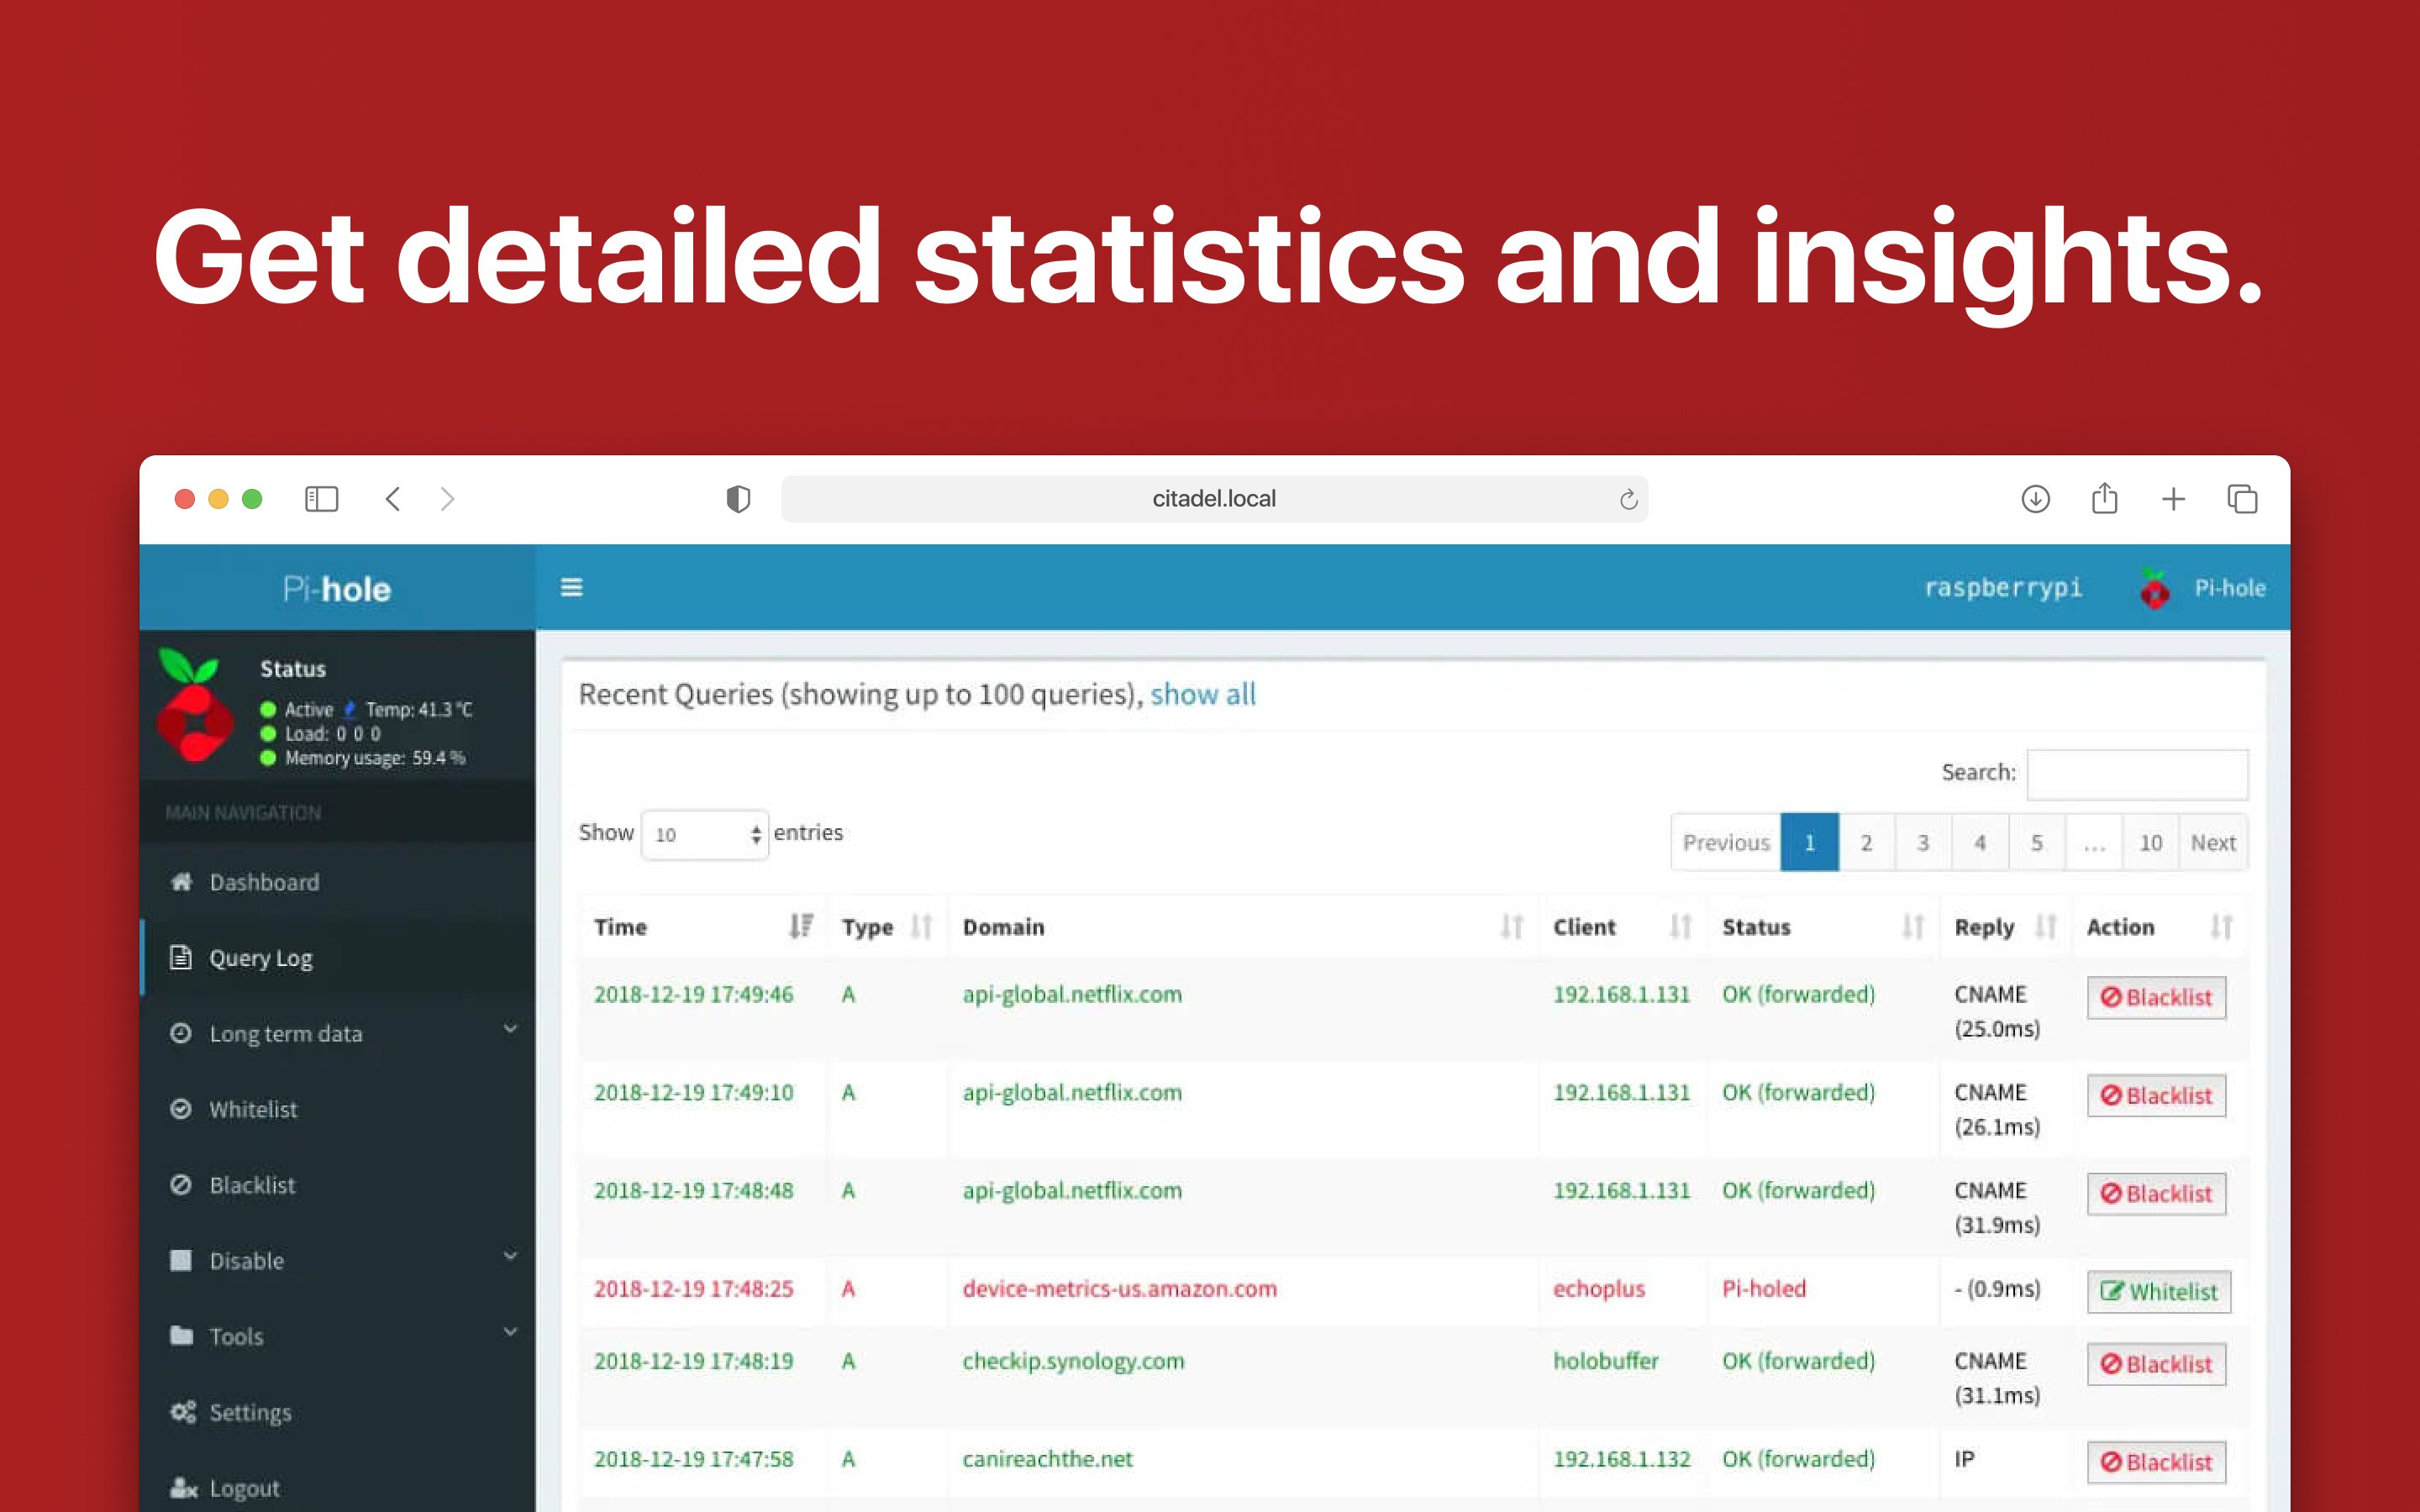 Get detailed statistics and insights.
citadel.local
Pi-hole
raspberrypi
Pi-hole
Status
Active Temp: 41.3 °C
Load: 0 0 0
Memory usage: 59.4 %
MAIN NAVIGATION
Dashboard
Query Log
Long term data
Whitelist
Blacklist
Disable
Tools
Settings
Logout
Recent Queries (showing up to 100 queries), show all
Search:
Show 10 entries
Previous 1 2 3 4 5 ... 10 Next
Time Type Domain Client Status Reply Action
2018-12-19 17:49:46 A api-global.netflix.com 192.168.1.131 OK (forwarded) CNAME Blacklist
(25.0ms)
2018-12-19 17:49:10 A api-global.netflix.com 192.168.1.131 OK (forwarded) CNAME Blacklist
(26.1ms)
2018-12-19 17:48:48 A api-global.netflix.com 192.168.1.131 OK (forwarded) CNAME Blacklist
(31.9ms)
2018-12-19 17:48:25 A device-metrics-us.amazon.com echoplus Pi-holed - (0.9ms) Whitelist
2018-12-19 17:48:19 A checkip.synology.com holobuffer OK (forwarded) CNAME Blacklist
(31.1ms)
2018-12-19 17:47:58 A canireachthe.net 192.168.1.132 OK (forwarded) IP Blacklist